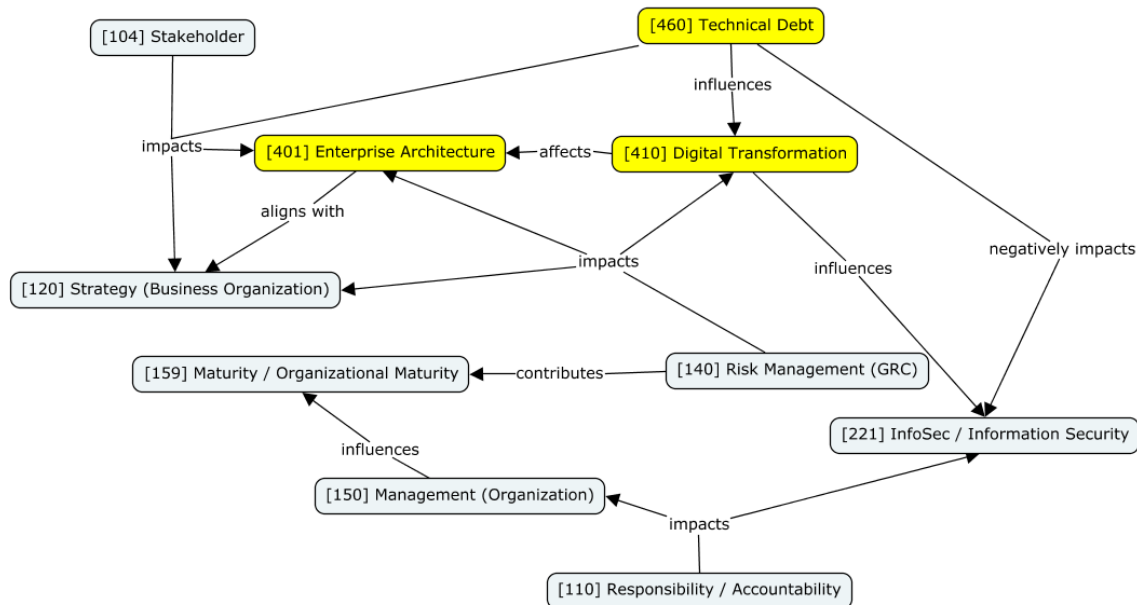 [460] Technical Debt
[104] Stakeholder
influences
impacts
[401] Enterprise Architecture
affects
[410] Digital Transformation
aligns with
negatively impacts
impacts
influences
[120] Strategy (Business Organization)
[159] Maturity / Organizational Maturity
contributes
[140] Risk Management (GRC)
[221] InfoSec / Information Security
influences
[150] Management (Organization)
impacts
[110] Responsibility / Accountability